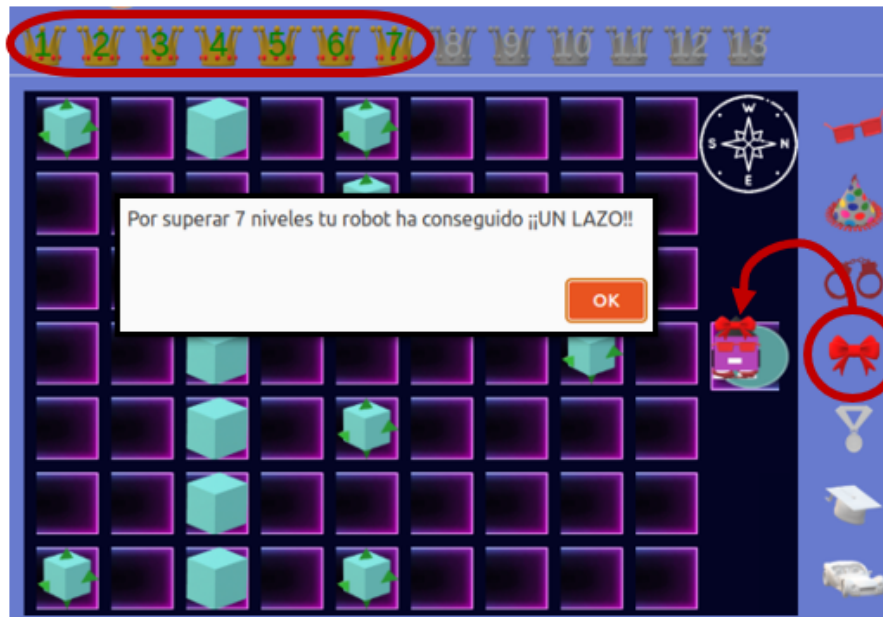 1 2 3 4 5 6 7 8 9 10 11 12 13
W
S N
E
Por superar 7 niveles tu robot ha conseguido ¡¡UN LAZO!!
OK